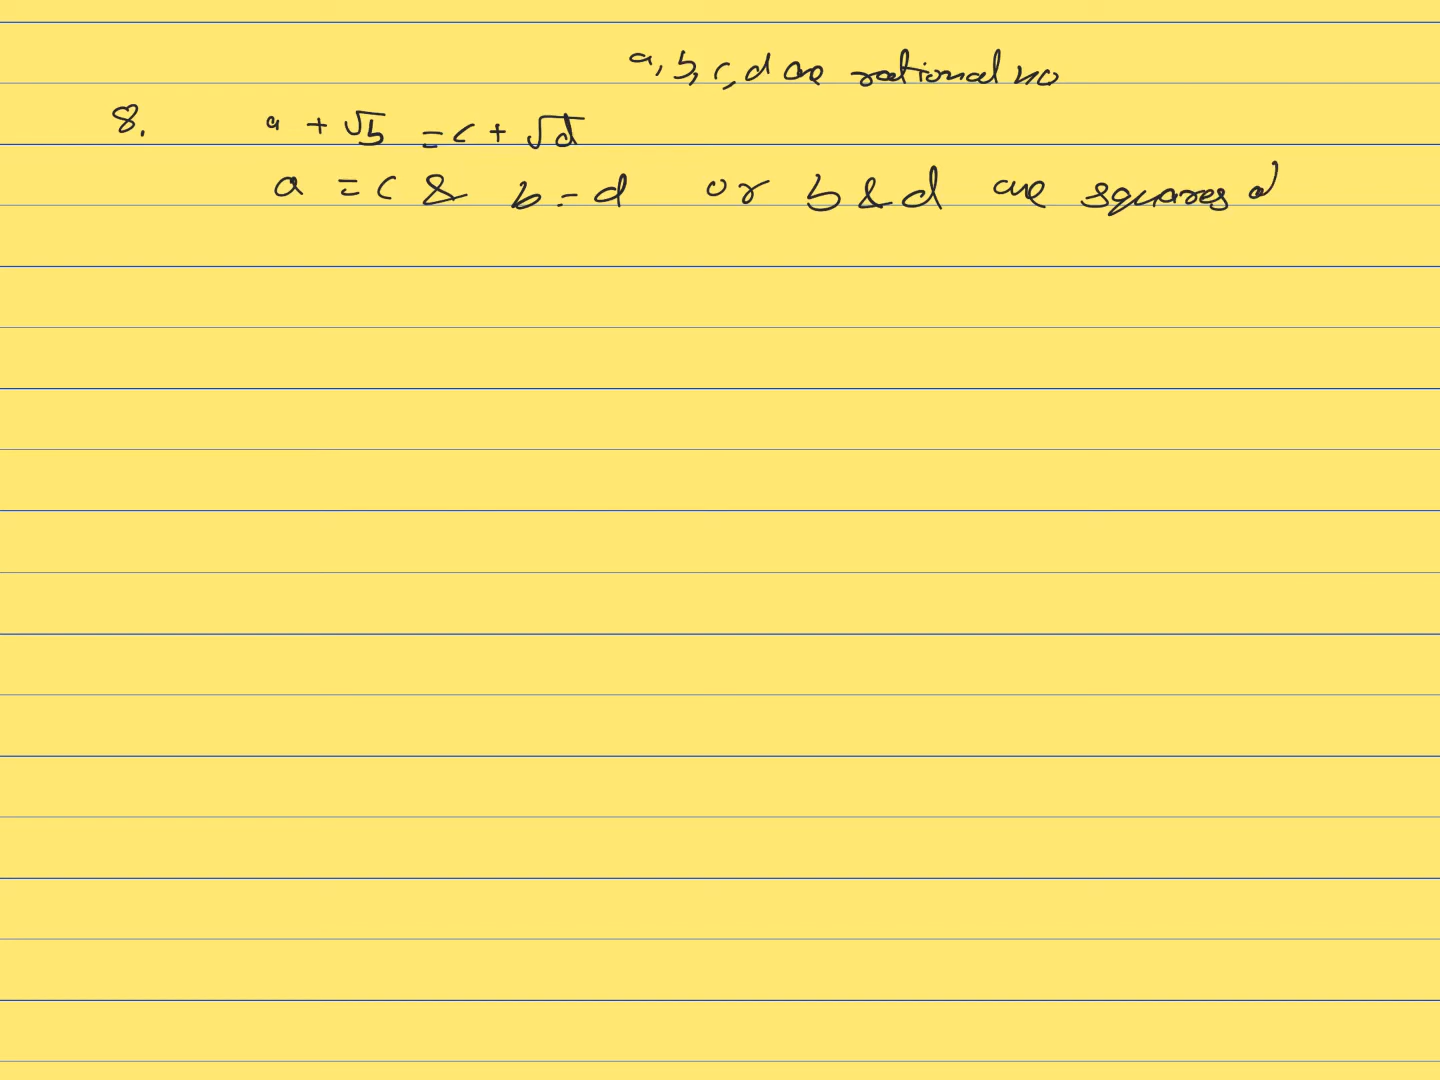 a, b, c, d are rational no
8. a + √b = c + √d
a = c & b = d or b & d are squares